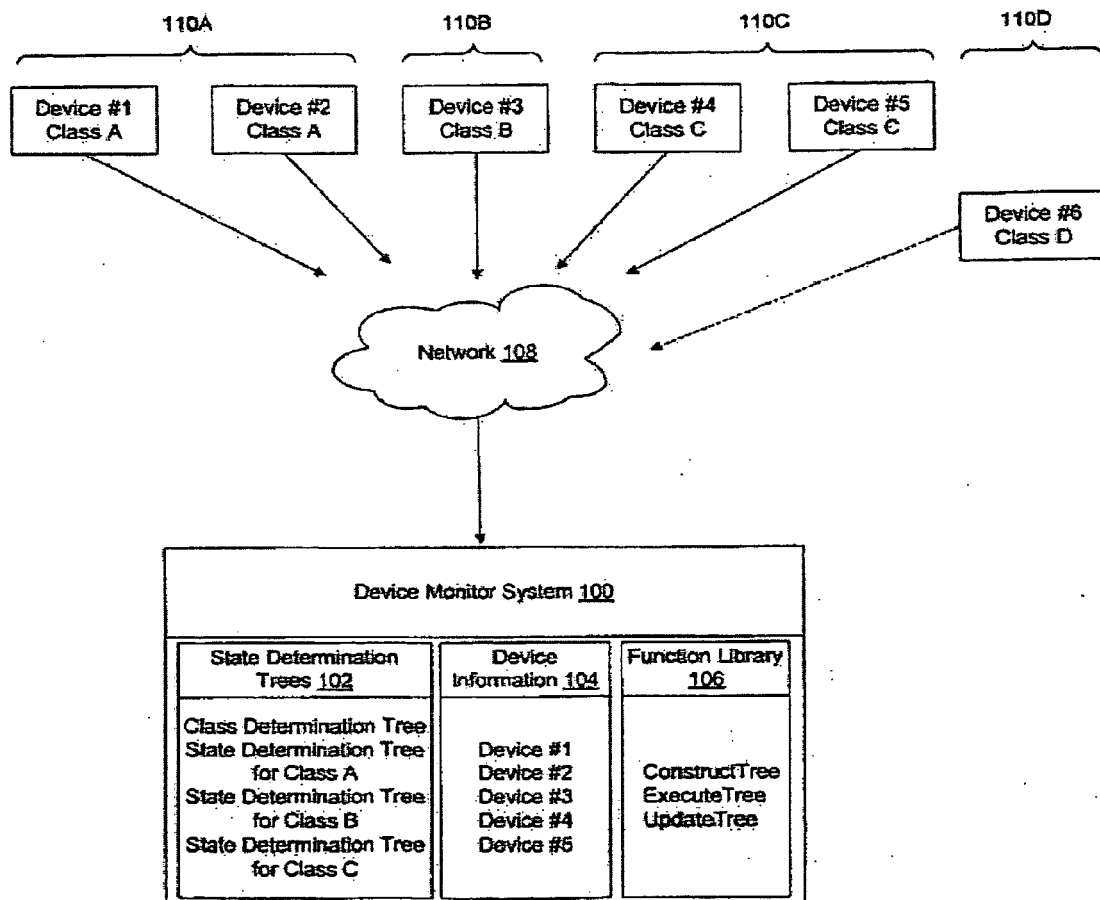 110A
110B
110C
110D
Device #1
Class A
Device #2
Class A
Device #3
Class B
Device #4
Class C
Device #5
Class C
Device #6
Class D
Network 108
Device Monitor System 100
State Determination
Trees 102
Class Determination Tree
State Determination Tree
for Class A
State Determination Tree
for Class B
State Determination Tree
for Class C
Device
Information 104
Device #1
Device #2
Device #3
Device #4
Device #5
Function Library
106
ConstructTree
ExecuteTree
UpdateTree